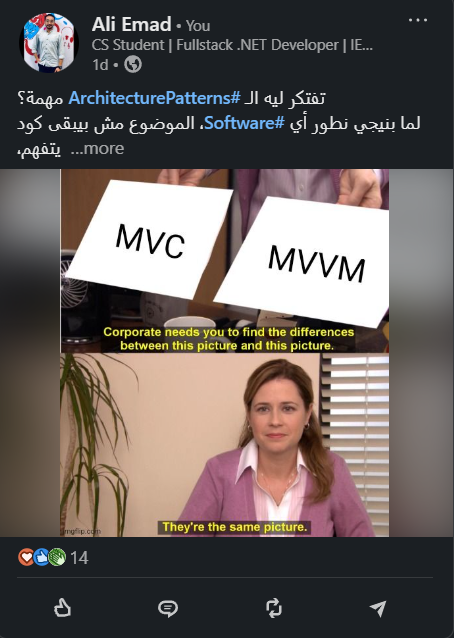 Ali Emad • You
CS Student | Fullstack .NET Developer | IE...
1d •
تفتكر ليه الـ #ArchitecturePatterns مهمة؟
لما بنيجي نطور أي #Software، الموضوع مش بيبقى كود
يتفهم، ...more
MVC
MVVM
Corporate needs you to find the differences
between this picture and this picture.
They're the same picture.
imgflip.com
14